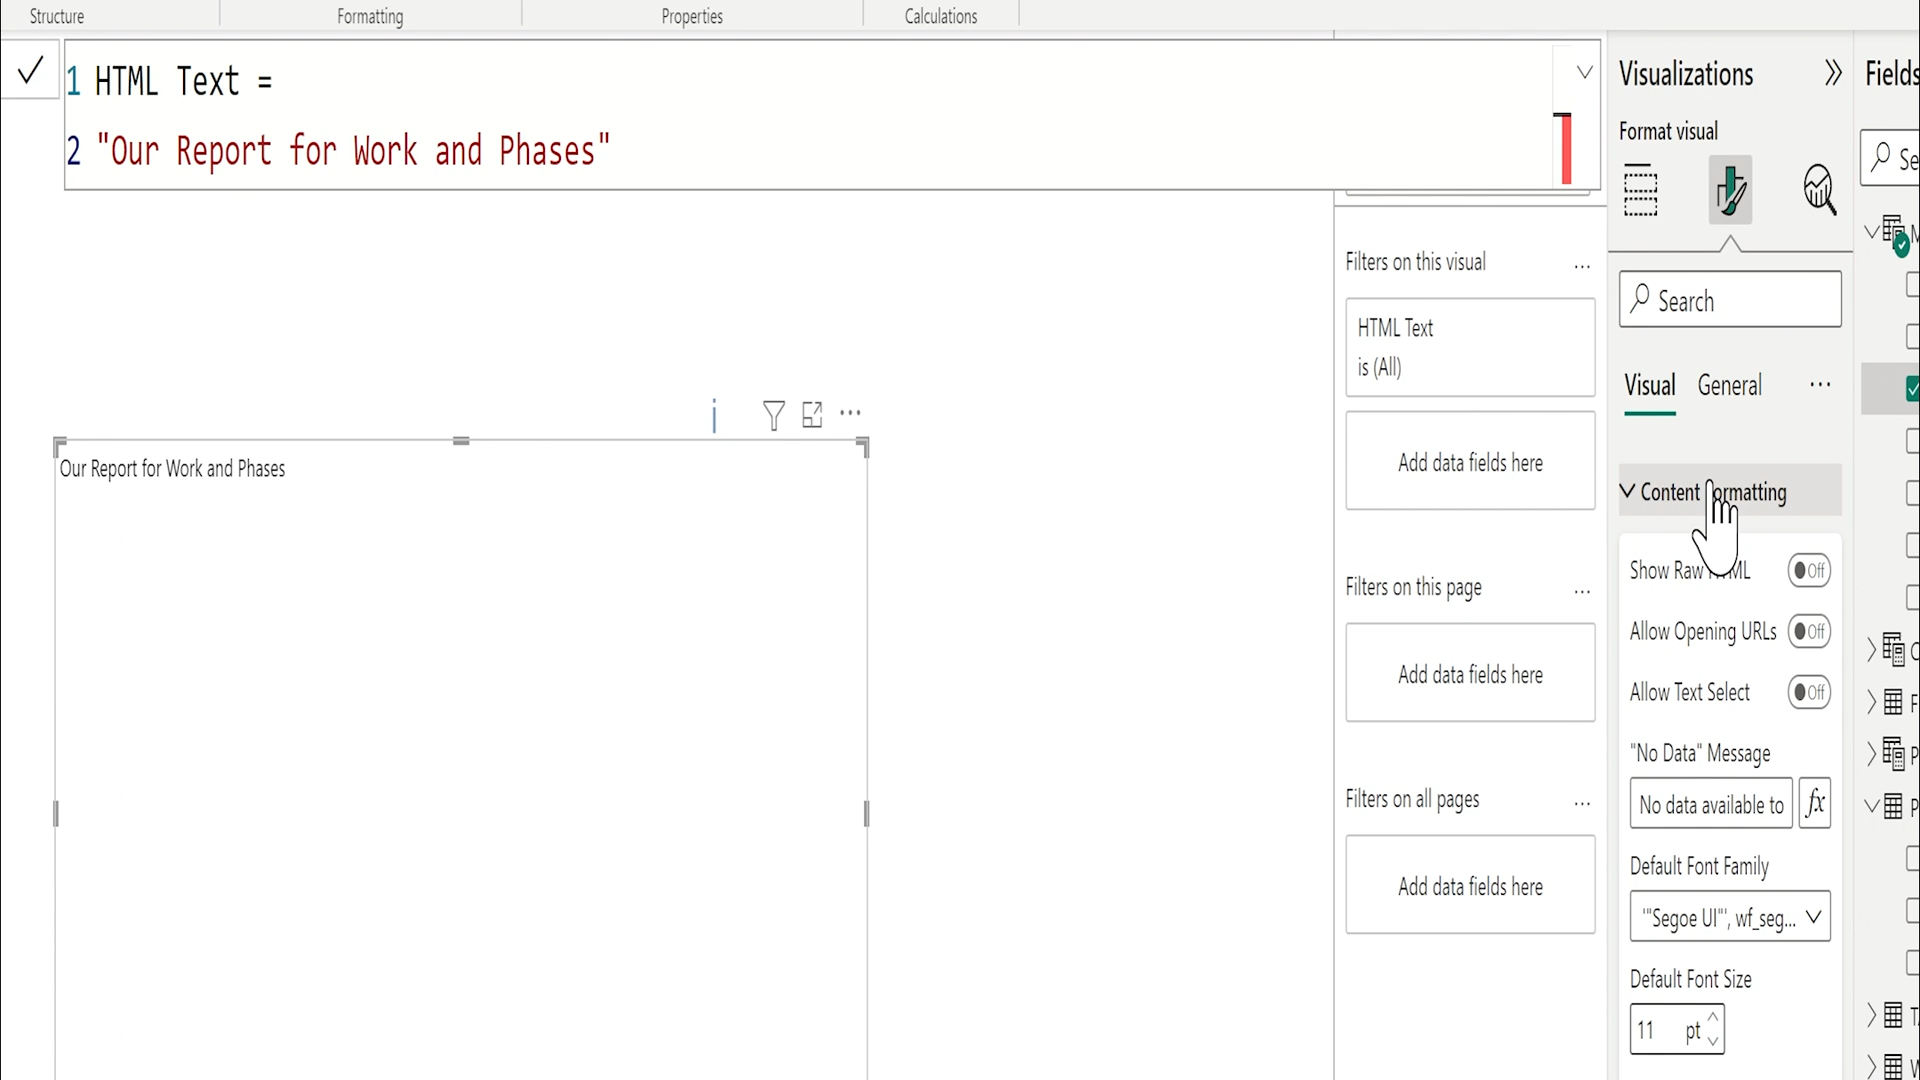 Structure
Formatting
Properties
Calculations
1 HTML Text =
2 "Our Report for Work and Phases"
Visualizations
Fields
Format visual
Se
Search
Filters on this visual
...
HTML Text
is (All)
Add data fields here
Visual
General
...
Our Report for Work and Phases
Content Formatting
Show Raw HTML
Off
Allow Opening URLs
Off
Allow Text Select
Off
Filters on this page
...
Add data fields here
"No Data" Message
No data available to
fx
Filters on all pages
...
Add data fields here
Default Font Family
'"Segoe UI"', wf_seg...
Default Font Size
11 pt